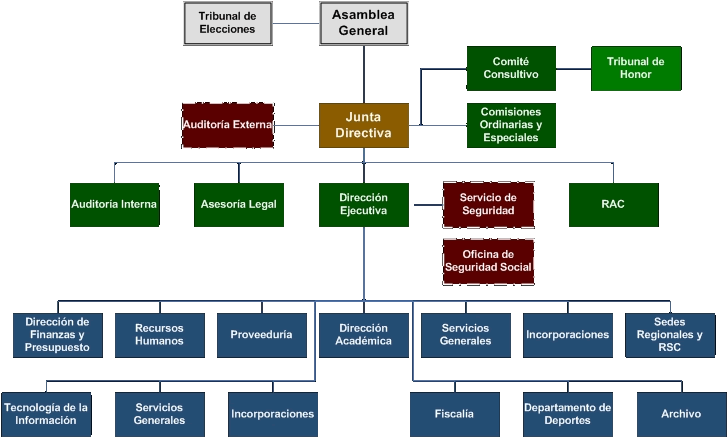 Tribunal de
Elecciones
Asamblea
General
Comité
Consultivo
Tribunal de
Honor
Auditoría Externa
Junta
Directiva
Comisiones
Ordinarias y
Especiales
Auditoría Interna
Asesoría Legal
Dirección
Ejecutiva
Servicio de
Seguridad
RAC
Oficina de
Seguridad Social
Dirección de
Finanzas y
Presupuesto
Recursos
Humanos
Proveeduría
Dirección
Académica
Servicios
Generales
Incorporaciones
Sedes
Regionales y
RSC
Tecnología de la
Información
Servicios
Generales
Incorporaciones
Fiscalía
Departamento de
Deportes
Archivo